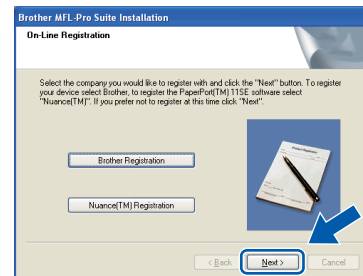 Brother MFL-Pro Suite Installation
On-Line Registration
Select the company you would like to register with and click the "Next" button. To register
your device select Brother, to register the PaperPort(TM) 11SE software select
"Nuance(TM)". If you prefer not to register at this time click "Next".
Brother Registration
Nuance(TM) Registration
< Back
Next >
Cancel